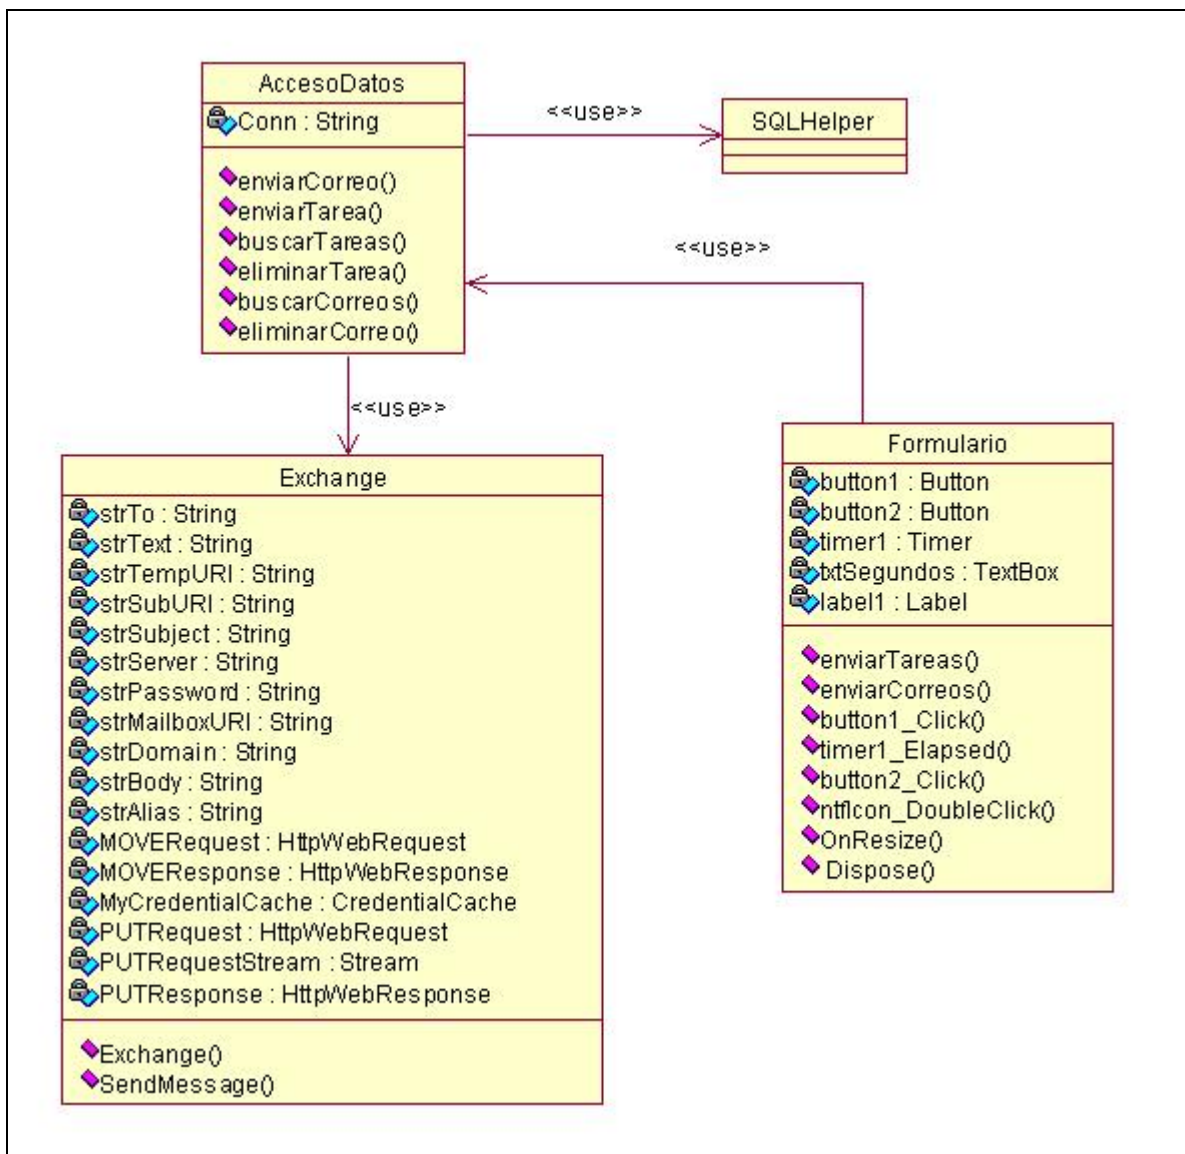 AccesoDatos
Conn : String
enviarCorreo()
enviarTarea()
buscarTareas()
eliminarTarea()
buscarCorreos()
eliminarCorreo()
<<use>>
SQLHelper
<<use>>
<<use>>
Exchange
strTo : String
strText : String
strTempURI : String
strSubURI : String
strSubject : String
strServer : String
strPassword : String
strMailboxURI : String
strDomain : String
strBody : String
strAlias : String
MOVERequest : HttpWebRequest
MOVEResponse : HttpWebResponse
MyCredentialCache : CredentialCache
PUTRequest : HttpWebRequest
PUTRequestStream : Stream
PUTResponse : HttpWebResponse
Exchange()
SendMessage()
Formulario
button1 : Button
button2 : Button
timer1 : Timer
txtSegundos : TextBox
label1 : Label
enviarTareas()
enviarCorreos()
button1_Click()
timer1_Elapsed()
button2_Click()
ntfIcon_DoubleClick()
OnResize()
Dispose()